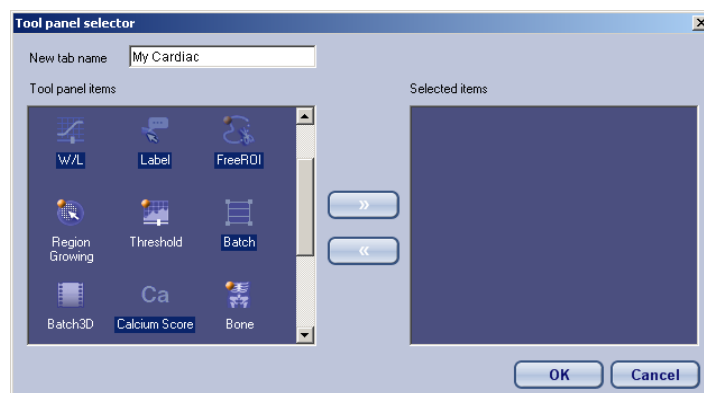 Tool panel selector
New tab name My Cardiac
Tool panel items
Selected items
W/L Label FreeROI
Region Growing Threshold Batch
Batch3D Ca Calcium Score Bone
>>
<<
OK Cancel